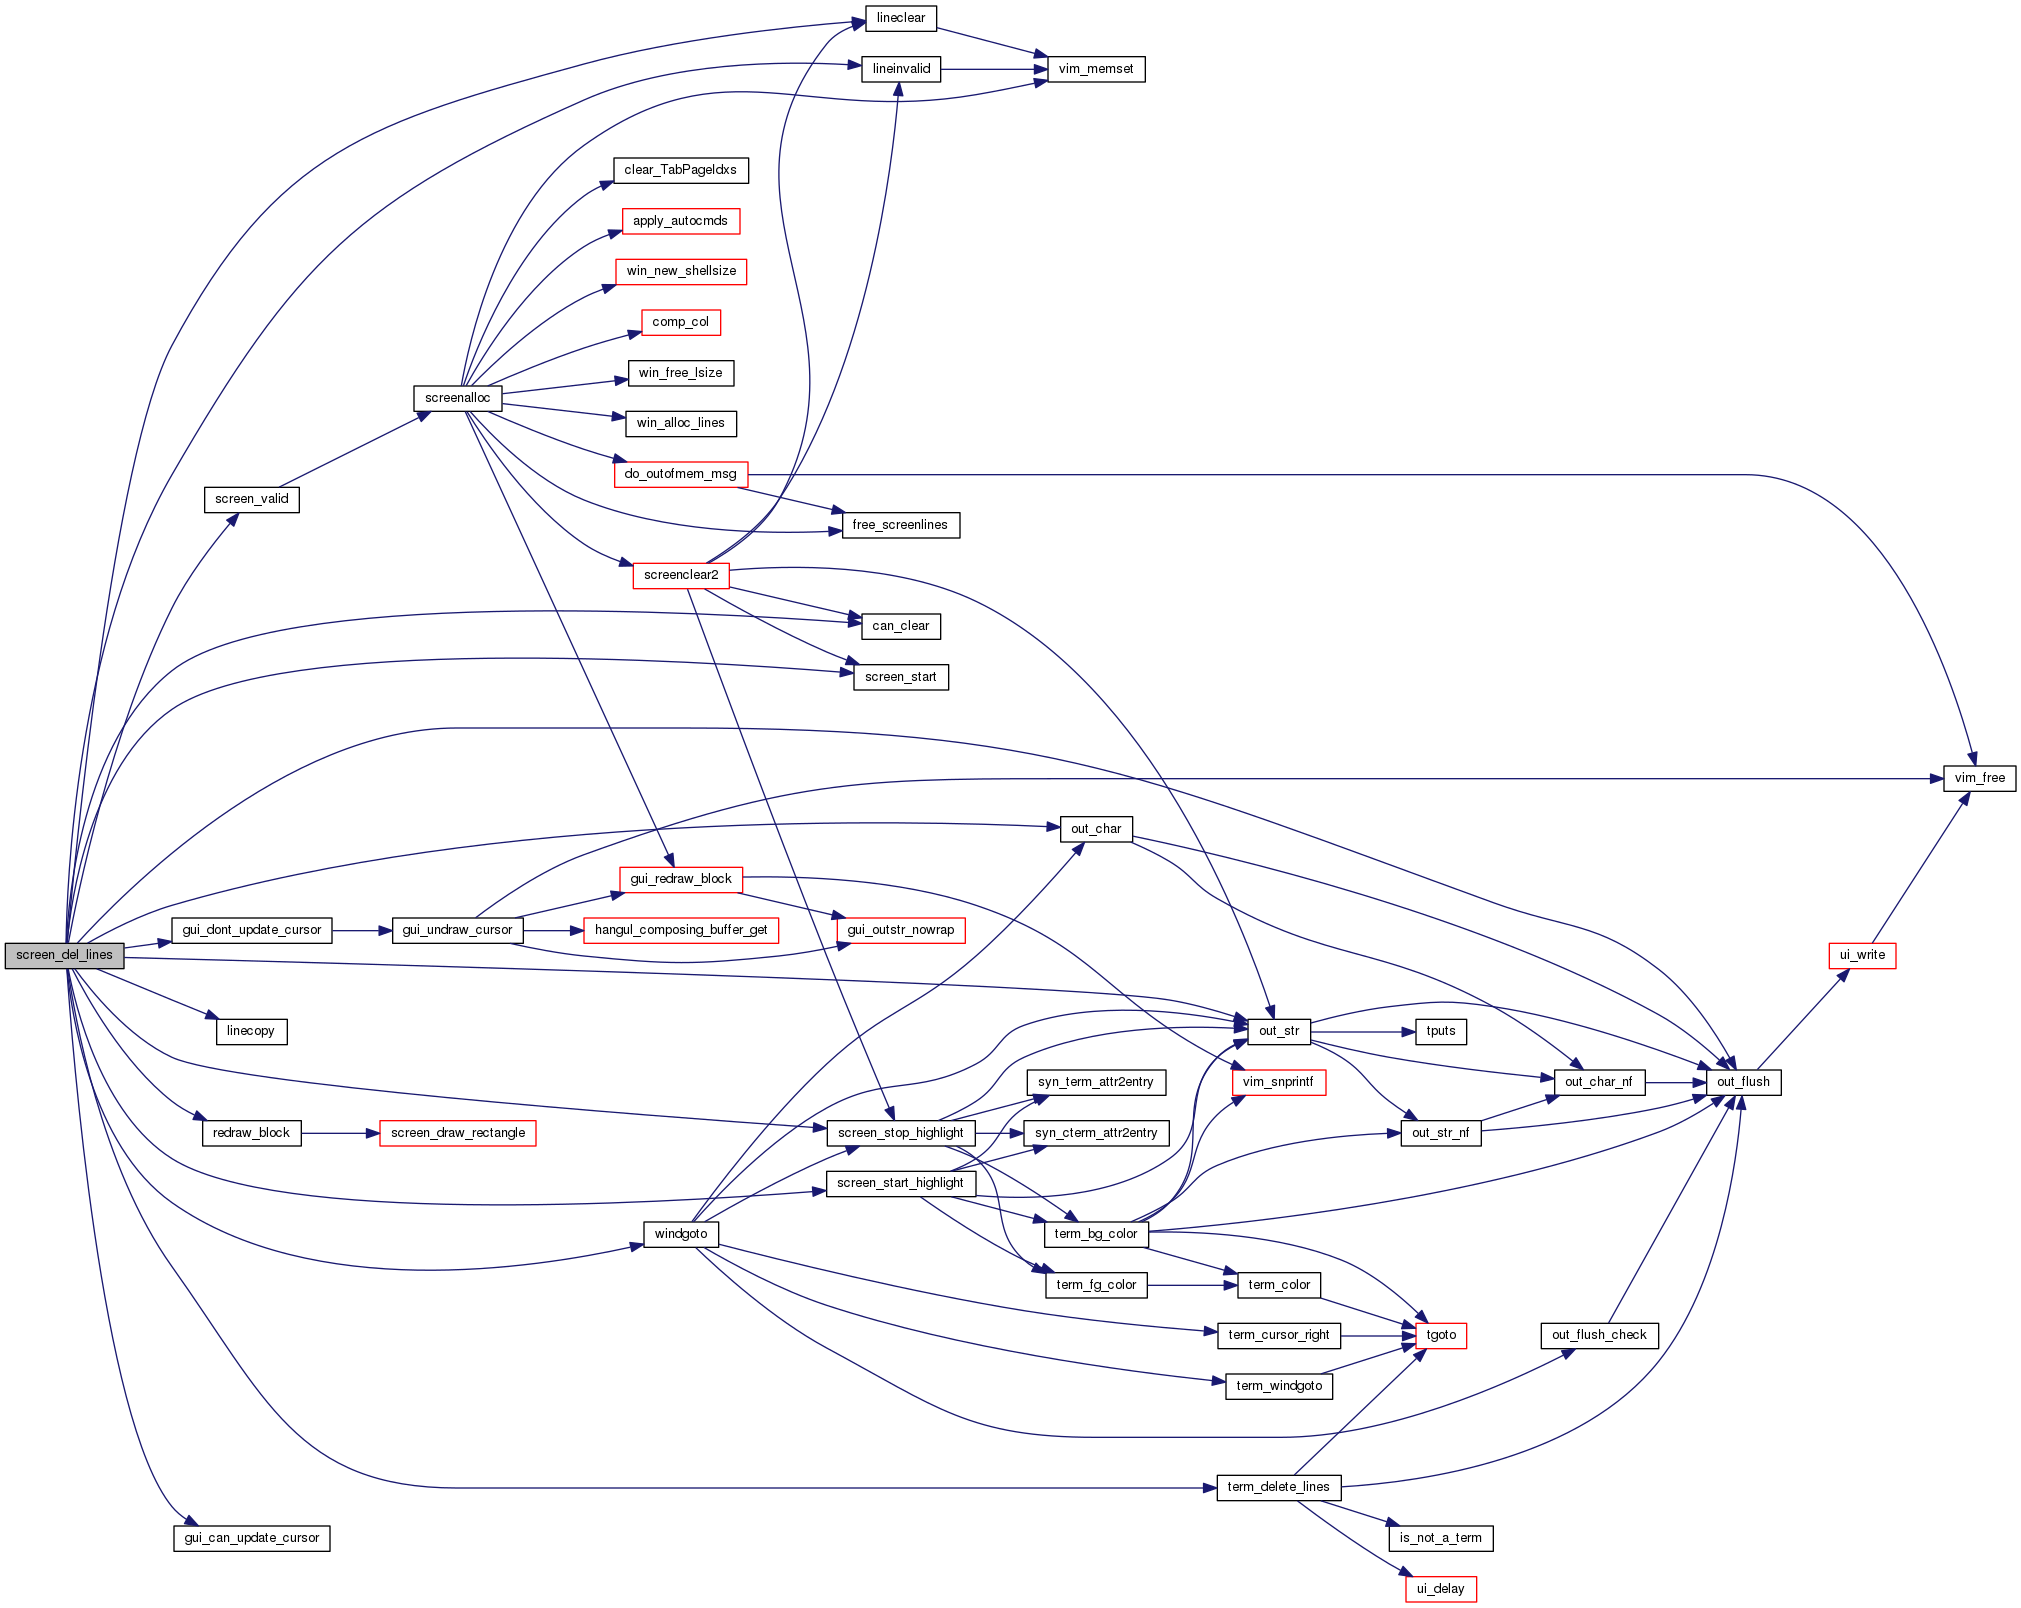 lineclear
lineinvalid
vim_memset
clear_TabPageIdxs
apply_autocmds
win_new_shellsize
comp_col
win_free_lsize
screenalloc
win_alloc_lines
do_outofmem_msg
screen_valid
free_screenlines
screenclear2
can_clear
screen_start
vim_free
out_char
gui_redraw_block
gui_dont_update_cursor
gui_undraw_cursor
hangul_composing_buffer_get
gui_outstr_nowrap
screen_del_lines
ui_write
linecopy
out_str
tputs
syn_term_attr2entry
vim_snprintf
out_char_nf
out_flush
redraw_block
screen_draw_rectangle
screen_stop_highlight
syn_cterm_attr2entry
out_str_nf
screen_start_highlight
windgoto
term_bg_color
term_fg_color
term_color
term_cursor_right
tgoto
out_flush_check
term_windgoto
term_delete_lines
gui_can_update_cursor
is_not_a_term
ui_delay